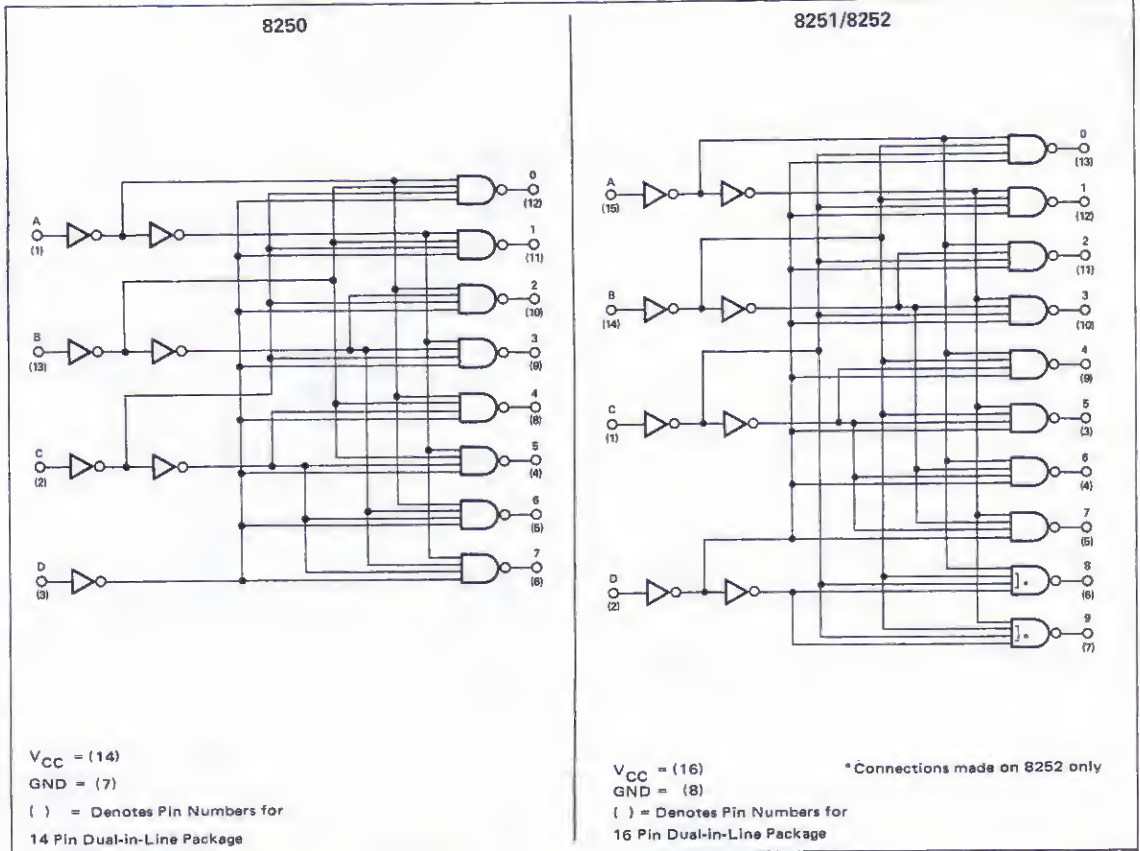 8250
0
(12)
A
(1)
1
(11)
2
(10)
B
(13)
3
(9)
4
(8)
C
(2)
5
(4)
6
(5)
D
(3)
7
(6)
VCC = (14)
GND = (7)
( ) = Denotes Pin Numbers for
14 Pin Dual-in-Line Package
8251/8252
0
(13)
A
(15)
1
(12)
2
(11)
B
(14)
3
(10)
4
(9)
C
(1)
5
(3)
6
(4)
7
(5)
D
(2)
8
] *
(6)
9
] *
(7)
VCC = (16)
*Connections made on 8252 only
GND = (8)
( ) = Denotes Pin Numbers for
16 Pin Dual-in-Line Package